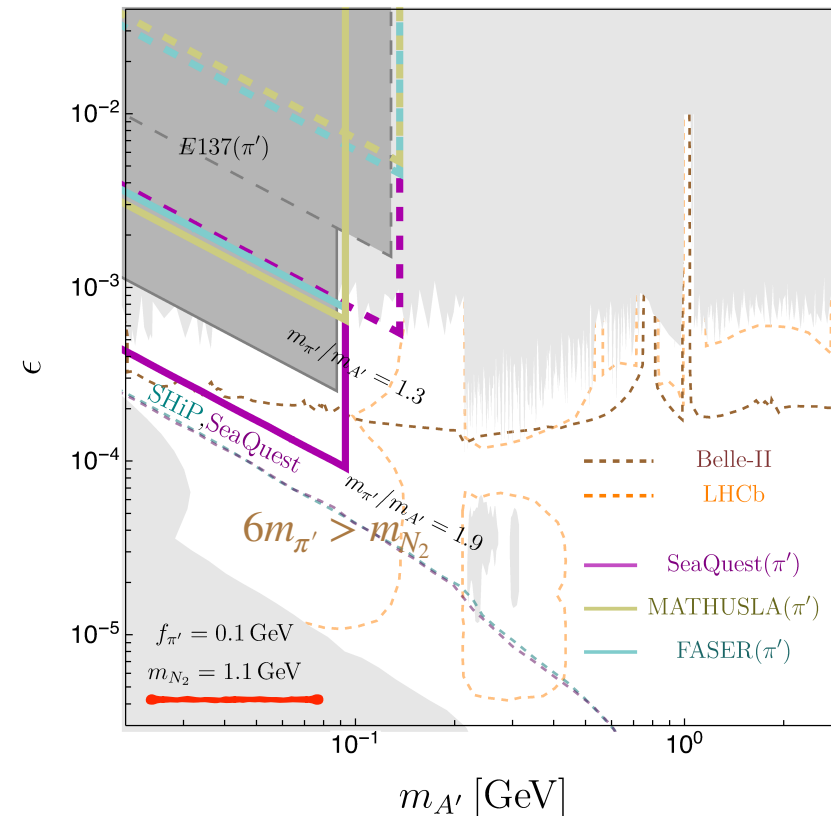 10⁻²
10⁻³
10⁻⁴
10⁻⁵
ϵ
E137(π′)
m_π′/m_A′ = 1.3
SHiP,SeaQuest
m_π′/m_A′ = 1.9
6m_π′ > m_N₂
Belle-II
LHCb
SeaQuest(π′)
MATHUSLA(π′)
FASER(π′)
f_π′ = 0.1 GeV
m_N₂ = 1.1 GeV
10⁻¹
10⁰
m_A′ [GeV]